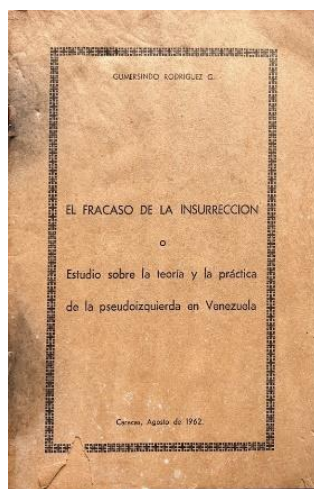 GUMERSINDO RODRIGUEZ G.
EL FRACASO DE LA INSURRECCION
o
Estudio sobre la teoría y la práctica
de la pseudoizquierda en Venezuela
Caracas, Agosto de 1962.